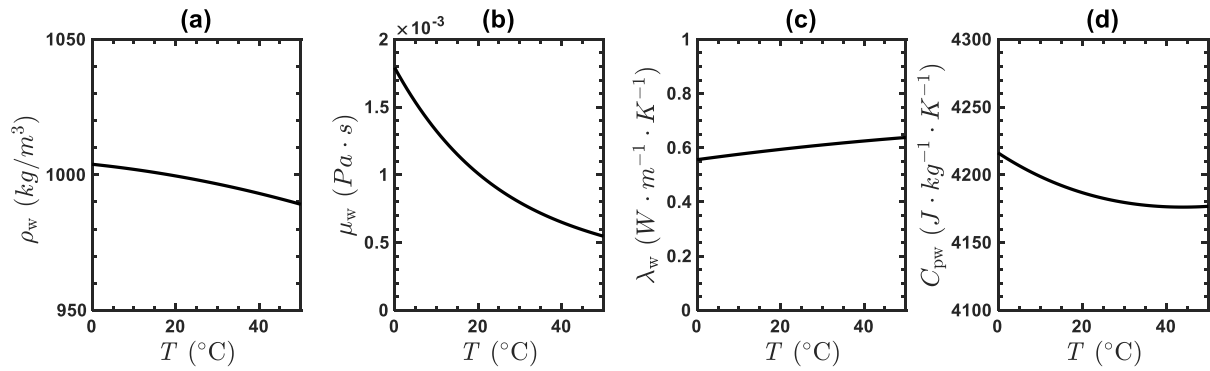 (a)
1050
1000
950
0
20
40
ρw (kg/m³)
T (°C)
(b)
×10⁻³
2
1.5
1
0.5
0
0
20
40
μw (Pa · s)
T (°C)
(c)
1
0.8
0.6
0.4
0.2
0
0
20
40
λw (W · m⁻¹ · K⁻¹)
T (°C)
(d)
4300
4250
4200
4150
4100
0
20
40
Cpw (J · kg⁻¹ · K⁻¹)
T (°C)